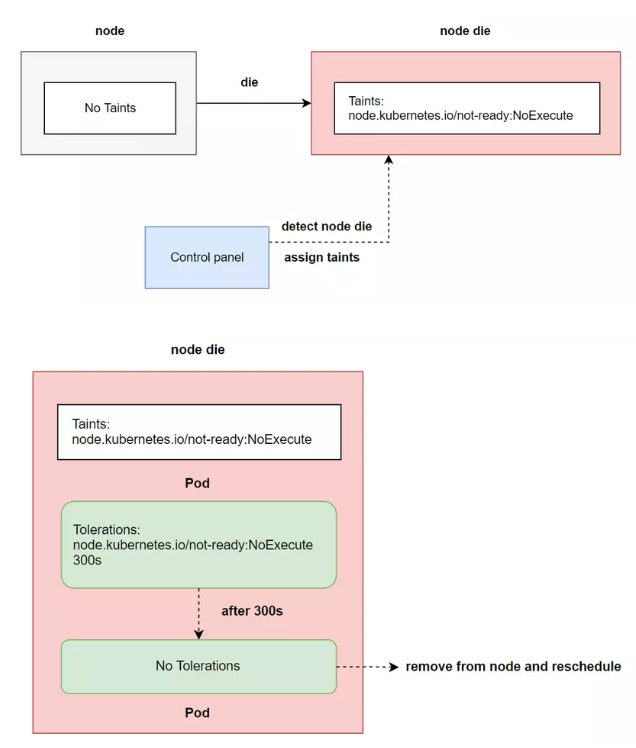 node
node die
die
No Taints
Taints:
node.kubernetes.io/not-ready:NoExecute
detect node die
Control panel
assign taints
node die
Taints:
node.kubernetes.io/not-ready:NoExecute
Pod
Tolerations:
node.kubernetes.io/not-ready:NoExecute
300s
after 300s
No Tolerations
remove from node and reschedule
Pod